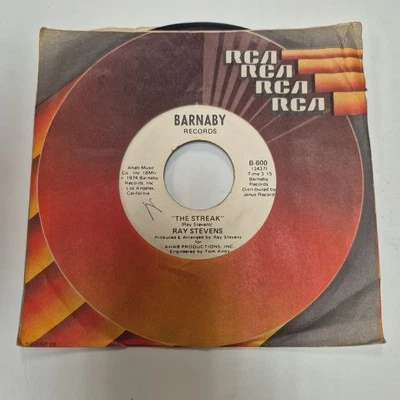 RCA
RCA
RCA
RCA
BARNABY
RECORDS
Ahab Music
Co., Inc. (BMI)
℗ 1974 Barnaby
Records, Inc.
Los Angeles,
California
B-600
(3437)
Time 3:15
Barnaby
Records
Distributed by
Janus Records
"THE STREAK"
(Ray Stevens)
RAY STEVENS
Produced & Arranged by Ray Stevens
for
AHAB PRODUCTIONS, INC.
Engineered by Tom